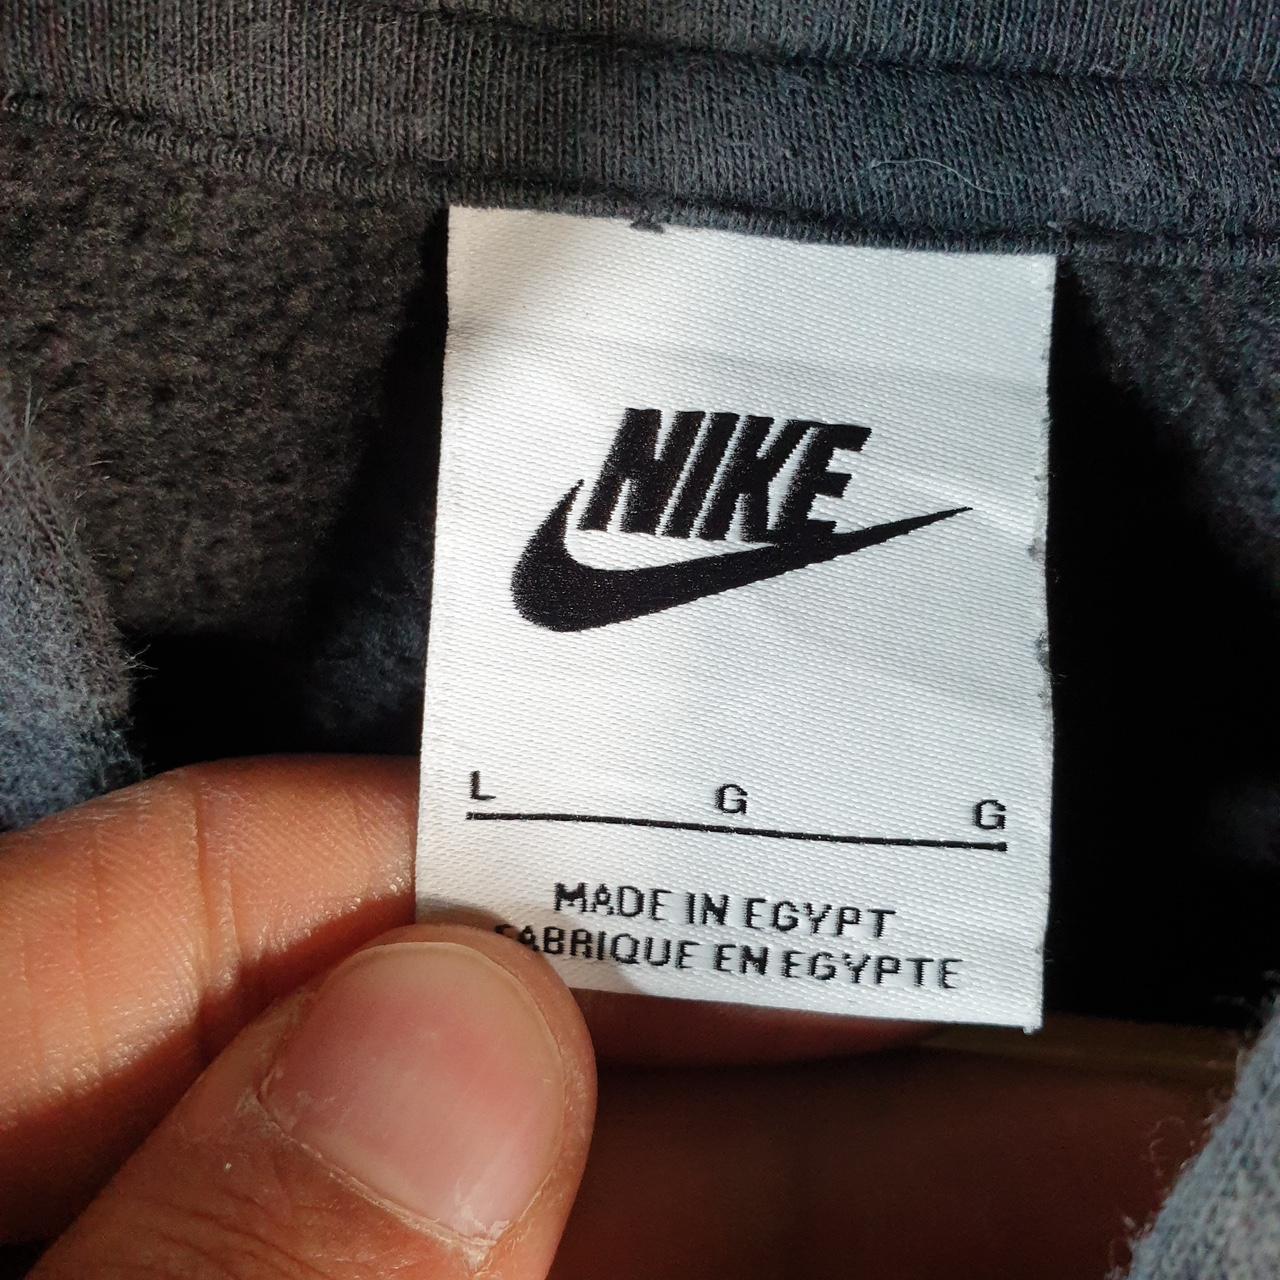 NIKE
L G G
MADE IN EGYPT
FABRIQUE EN EGYPTE